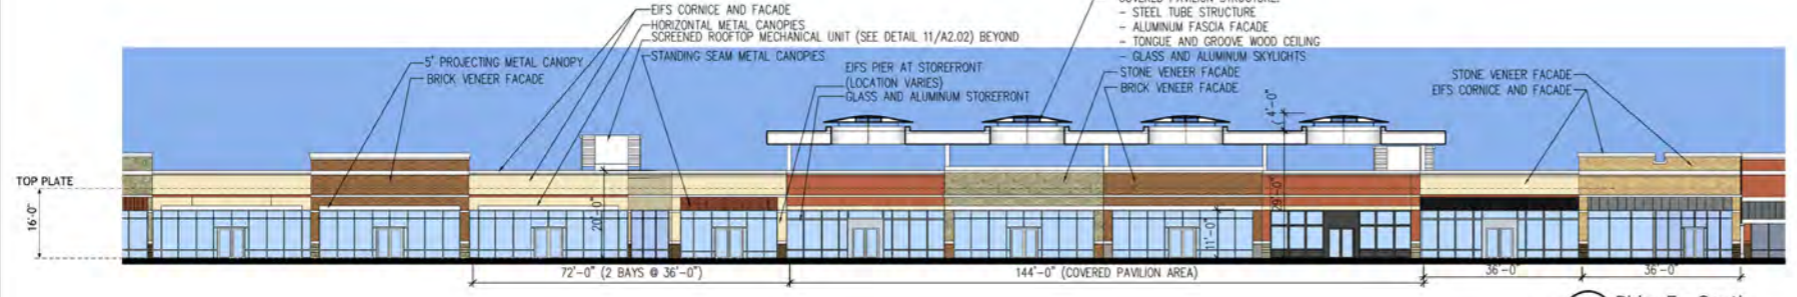 EIFS CORNICE AND FACADE
HORIZONTAL METAL CANOPIES
SCREENED ROOFTOP MECHANICAL UNIT (SEE DETAIL 11/A2.02) BEYOND
STANDING SEAM METAL CANOPIES
5' PROJECTING METAL CANOPY
BRICK VENEER FACADE
EIFS PIER AT STOREFRONT
(LOCATION VARIES)
GLASS AND ALUMINUM STOREFRONT
COVERED PAVILION STRUCTURE:
- STEEL TUBE STRUCTURE
- ALUMINUM FASCIA FACADE
- TONGUE AND GROOVE WOOD CEILING
- GLASS AND ALUMINUM SKYLIGHTS
STONE VENEER FACADE
BRICK VENEER FACADE
STONE VENEER FACADE
EIFS CORNICE AND FACADE
4'-0"
TOP PLATE
16'-0"
20'-0"
29'-0"
11'-0"
72'-0" (2 BAYS @ 36'-0")
144'-0" (COVERED PAVILION AREA)
36'-0"
36'-0"